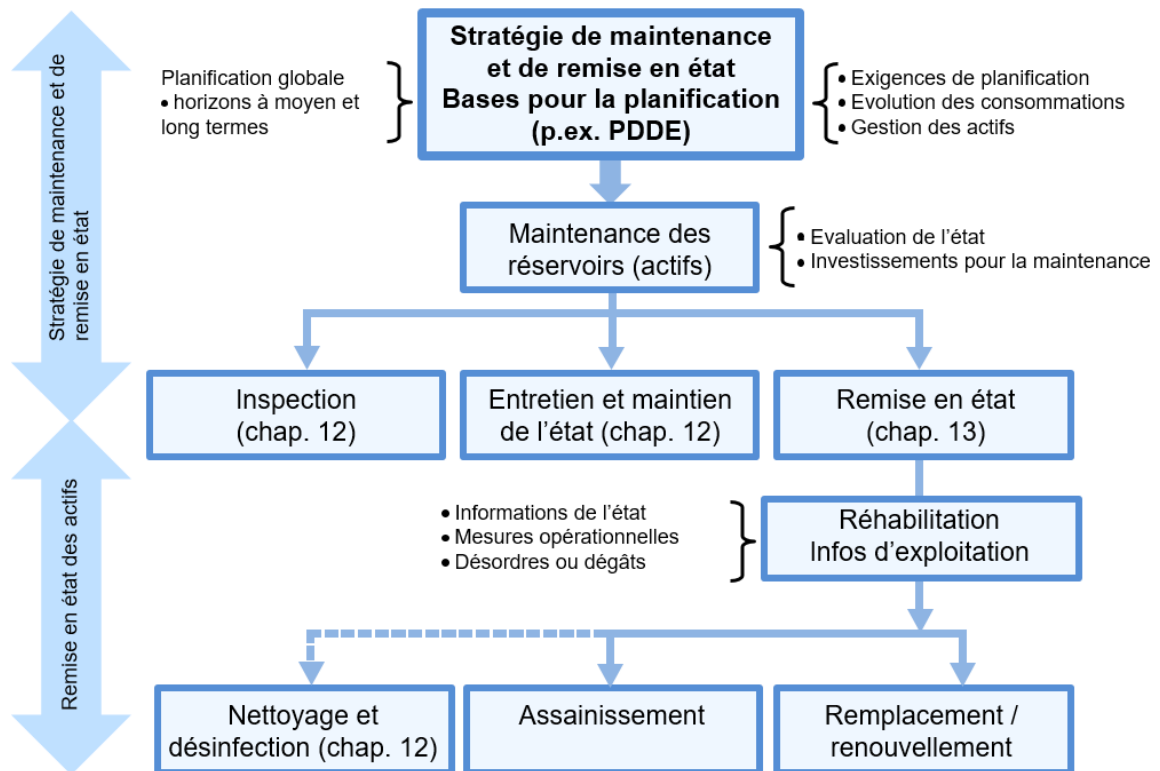 Stratégie de maintenance
et de remise en état
Bases pour la planification
(p.ex. PDDE)
Planification globale
• horizons à moyen et
long termes
• Exigences de planification
• Evolution des consommations
• Gestion des actifs
Stratégie de maintenance et de
remise en état
Maintenance des
réservoirs (actifs)
• Evaluation de l’état
• Investissements pour la maintenance
Inspection
(chap. 12)
Entretien et maintien
de l’état (chap. 12)
Remise en état
(chap. 13)
Remise en état des actifs
• Informations de l’état
• Mesures opérationnelles
• Désordres ou dégâts
Réhabilitation
Infos d’exploitation
Nettoyage et
désinfection (chap. 12)
Assainissement
Remplacement /
renouvellement